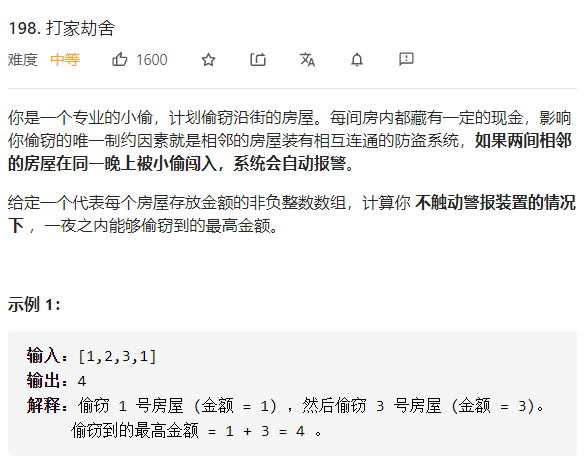 198. 打家劫舍
难度 中等 1600
你是一个专业的小偷，计划偷窃沿街的房屋。每间房内都藏有一定的现金，影响
你偷窃的唯一制约因素就是相邻的房屋装有相互连通的防盗系统，如果两间相邻
的房屋在同一晚上被小偷闯入，系统会自动报警。
给定一个代表每个房屋存放金额的非负整数数组，计算你 不触动警报装置的情况
下 ，一夜之内能够偷窃到的最高金额。
示例 1：
输入：[1,2,3,1]
输出：4
解释：偷窃 1 号房屋 (金额 = 1) ，然后偷窃 3 号房屋 (金额 = 3)。
偷窃到的最高金额 = 1 + 3 = 4 。